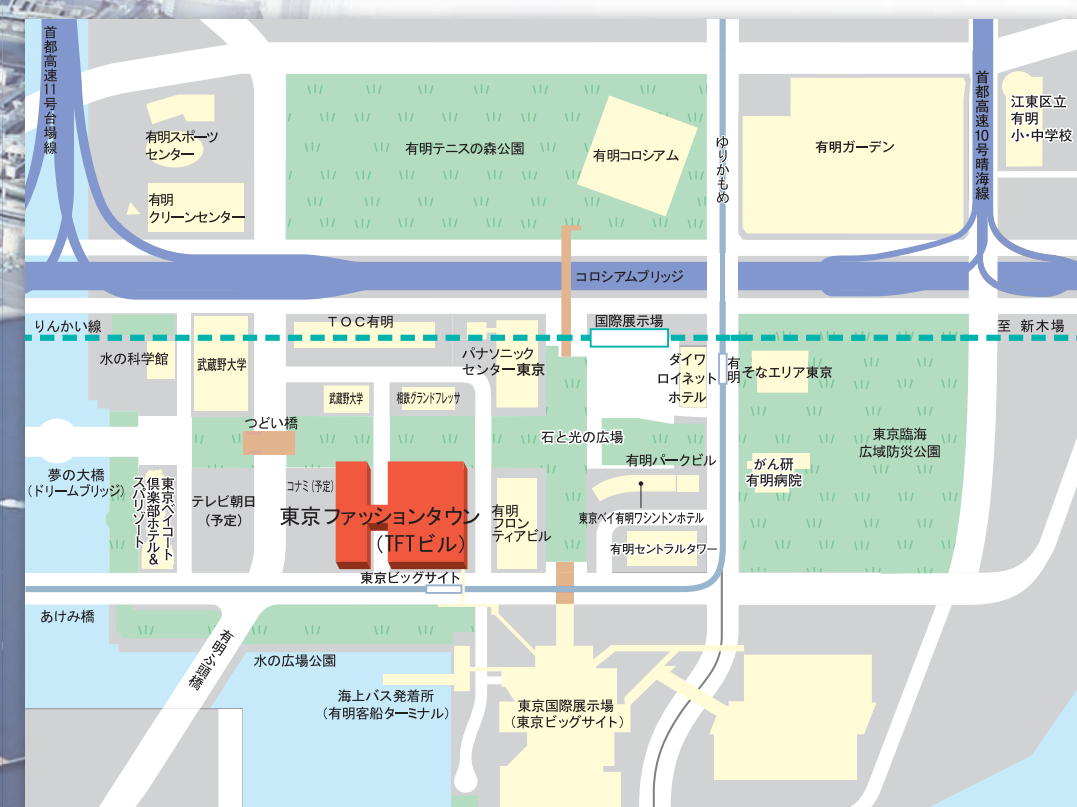 首都高速11号台場線
首都高速10号晴海線
江東区立
有明
小・中学校
有明スポーツ
センター
有明テニスの森公園
有明コロシアム
ゆりかもめ
有明ガーデン
有明
クリーンセンター
コロシアムブリッジ
りんかい線
TOC有明
国際展示場
至 新木場
水の科学館
武蔵野大学
パナソニック
センター東京
ダイワ
ロイネット
ホテル
有明
そなエリア東京
武蔵野大学
相鉄グランドフレッサ
つどい橋
石と光の広場
東京臨海
広域防災公園
夢の大橋
(ドリームブリッジ)
東京ベイコート
倶楽部ホテル&
スパリゾート
テレビ朝日
(予定)
コナミ(予定)
有明パークビル
がん研
有明病院
東京ファッションタウン
(TFTビル)
有明
フロン
ティアビル
東京ベイ有明ワシントンホテル
有明セントラルタワー
東京ビッグサイト
あけみ橋
有明ふ頭橋
水の広場公園
海上バス発着所
(有明客船ターミナル)
東京国際展示場
(東京ビッグサイト)